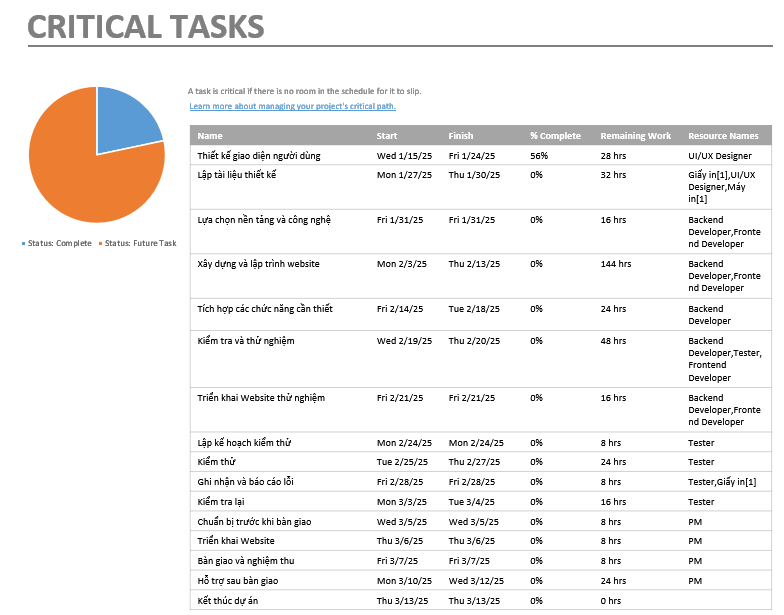 CRITICAL TASKS
A task is critical if there is no room in the schedule for it to slip.
Learn more about managing your project's critical path.
Status: Complete Status: Future Task
Name Start Finish % Complete Remaining Work Resource Names
Thiết kế giao diện người dùng Wed 1/15/25 Fri 1/24/25 56% 28 hrs UI/UX Designer
Lập tài liệu thiết kế Mon 1/27/25 Thu 1/30/25 0% 32 hrs Giấy in[1],UI/UX
Designer,Máy
in[1]
Lựa chọn nền tảng và công nghệ Fri 1/31/25 Fri 1/31/25 0% 16 hrs Backend
Developer,Fronte
nd Developer
Xây dựng và lập trình website Mon 2/3/25 Thu 2/13/25 0% 144 hrs Backend
Developer,Fronte
nd Developer
Tích hợp các chức năng cần thiết Fri 2/14/25 Tue 2/18/25 0% 24 hrs Backend
Developer
Kiểm tra và thử nghiệm Wed 2/19/25 Thu 2/20/25 0% 48 hrs Backend
Developer,Tester,
Frontend
Developer
Triển khai Website thử nghiệm Fri 2/21/25 Fri 2/21/25 0% 16 hrs Backend
Developer,Fronte
nd Developer
Lập kế hoạch kiểm thử Mon 2/24/25 Mon 2/24/25 0% 8 hrs Tester
Kiểm thử Tue 2/25/25 Thu 2/27/25 0% 24 hrs Tester
Ghi nhận và báo cáo lỗi Fri 2/28/25 Fri 2/28/25 0% 8 hrs Tester,Giấy in[1]
Kiểm tra lại Mon 3/3/25 Tue 3/4/25 0% 16 hrs Tester
Chuẩn bị trước khi bàn giao Wed 3/5/25 Wed 3/5/25 0% 8 hrs PM
Triển khai Website Thu 3/6/25 Thu 3/6/25 0% 8 hrs PM
Bàn giao và nghiệm thu Fri 3/7/25 Fri 3/7/25 0% 8 hrs PM
Hỗ trợ sau bàn giao Mon 3/10/25 Wed 3/12/25 0% 24 hrs PM
Kết thúc dự án Thu 3/13/25 Thu 3/13/25 0% 0 hrs